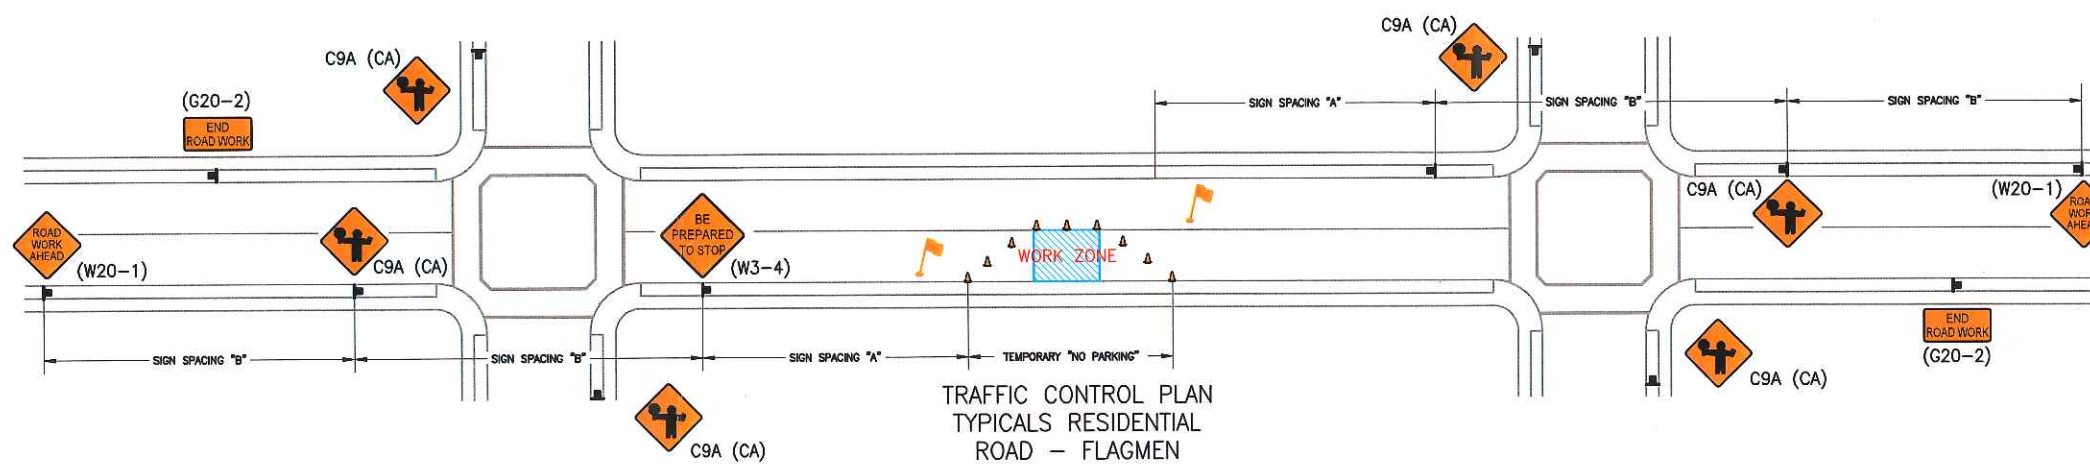 C9A (CA)
C9A (CA)
(G20-2)
END
ROAD WORK
SIGN SPACING "A"
SIGN SPACING "B"
SIGN SPACING "B"
ROAD
WORK
AHEAD
(W20-1)
C9A (CA)
BE
PREPARED
TO STOP
(W3-4)
WORK ZONE
C9A (CA)
(W20-1)
ROAD
WORK
AHEAD
SIGN SPACING "B"
SIGN SPACING "B"
SIGN SPACING "A"
TEMPORARY "NO PARKING"
END
ROAD WORK
(G20-2)
C9A (CA)
C9A (CA)
TRAFFIC CONTROL PLAN
TYPICALS RESIDENTIAL
ROAD - FLAGMEN